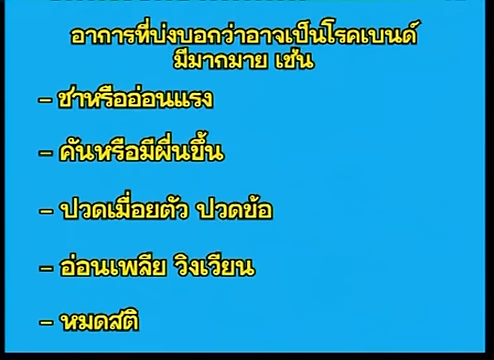 อาการที่บ่งบอกว่าอาจเป็นโรคเบนด์
มีมากมาย เช่น
- ชาหรืออ่อนแรง
- คันหรือมีผื่นขึ้น
- ปวดเมื่อยตัว ปวดข้อ
- อ่อนเพลีย วิงเวียน
- หมดสติ